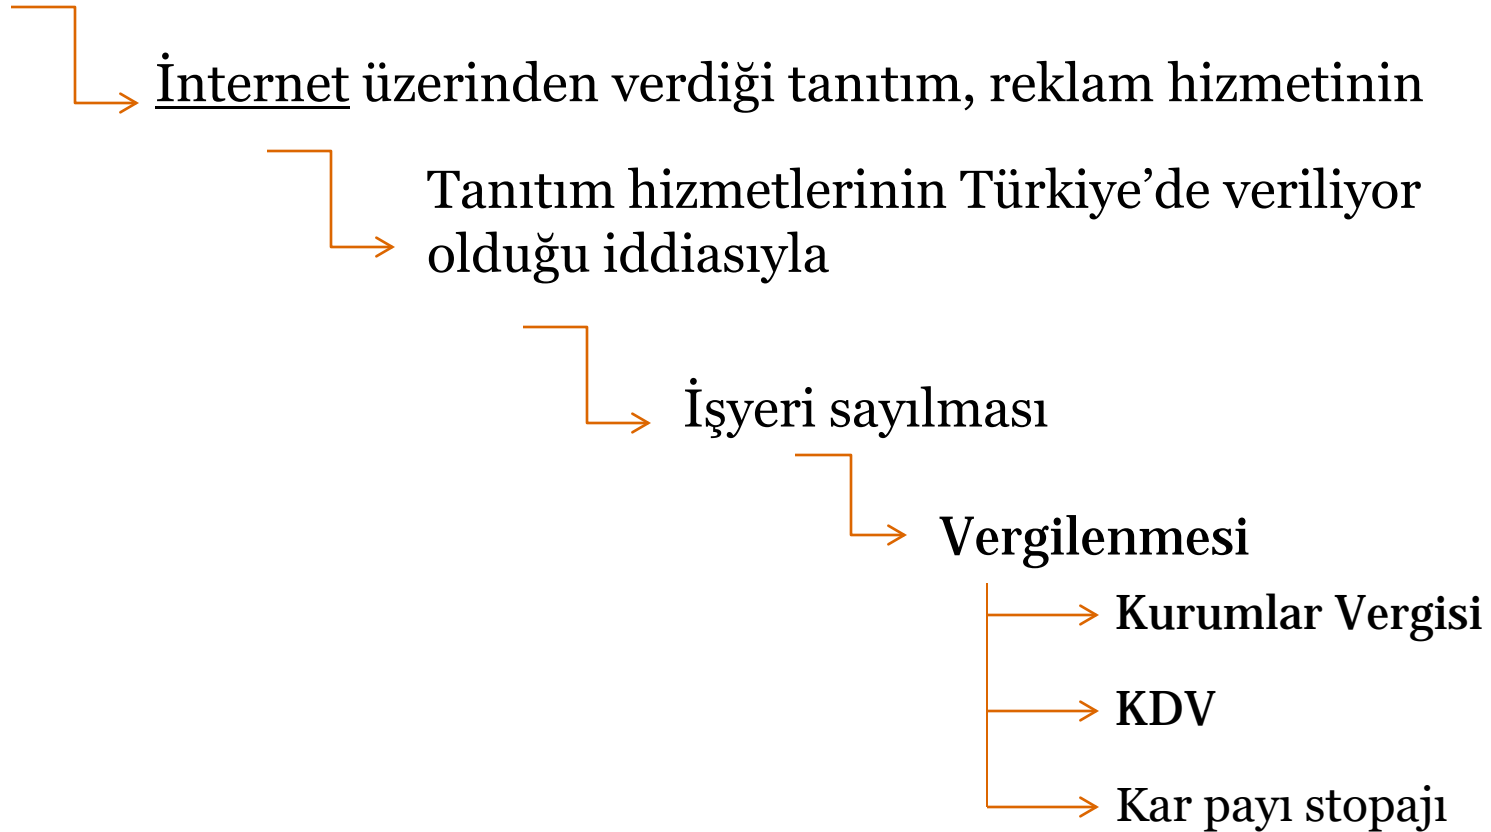 İnternet üzerinden verdiği tanıtım, reklam hizmetinin
Tanıtım hizmetlerinin Türkiye’de veriliyor
olduğu iddiasıyla
İşyeri sayılması
Vergilenmesi
Kurumlar Vergisi
KDV
Kar payı stopajı